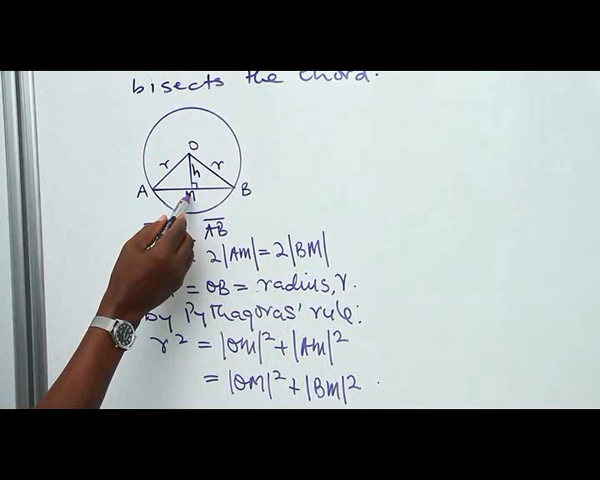 bisects the chord.
O
r r
h
A B
M
AB
2|AM| = 2|BM|
= OB = radius, r.
By Pythagoras' rule:
r² = |OM|² + |AM|²
= |OM|² + |BM|²